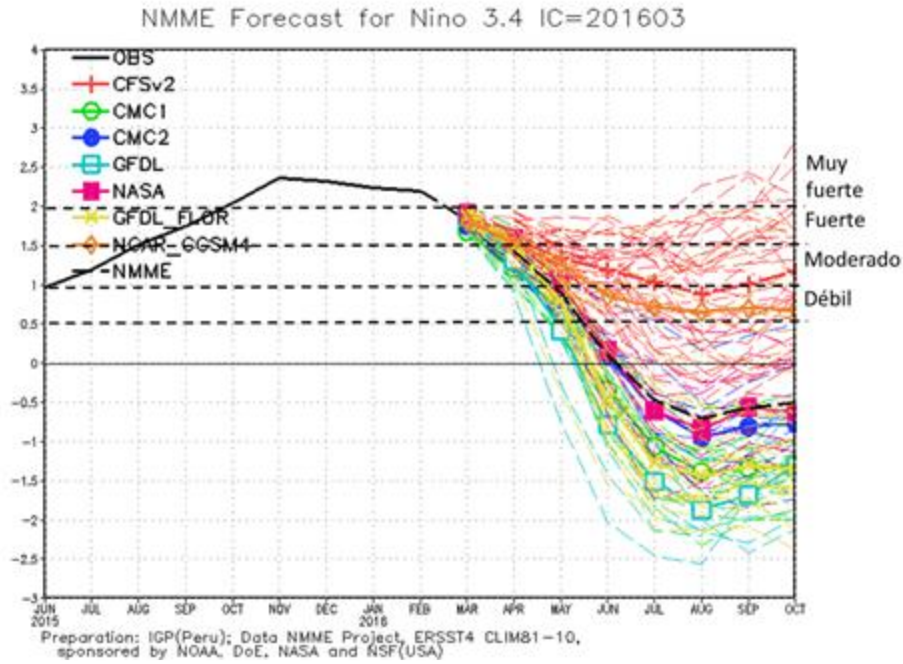 NMME Forecast for Nino 3.4 IC=201603
4
3.5
3
2.5
2
1.5
1
0.5
0
-0.5
-1
-1.5
-2
-2.5
-3
OBS
CFSv2
CMC1
CMC2
GFDL
NASA
GFDL_FLOR
NCAR_CGSM4
NMME
Muy
fuerte
Fuerte
Moderado
Débil
JUN JUL AUG SEP OCT NOV DEC JAN FEB MAR APR MAY JUN JUL AUG SEP OCT
2015 2016
Preparation: IGP(Peru); Data NMME Project, ERSST4 CLIM81-10,
sponsored by NOAA, DoE, NASA and NSF(USA)